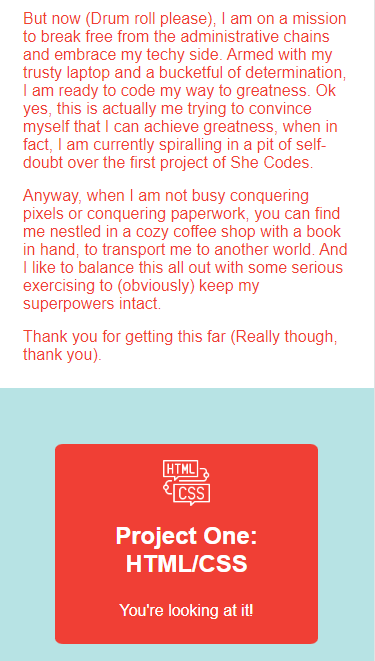 But now (Drum roll please), I am on a mission
to break free from the administrative chains
and embrace my techy side. Armed with my
trusty laptop and a bucketful of determination,
I am ready to code my way to greatness. Ok
yes, this is actually me trying to convince
myself that I can achieve greatness, when in
fact, I am currently spiralling in a pit of self-
doubt over the first project of She Codes.
Anyway, when I am not busy conquering
pixels or conquering paperwork, you can find
me nestled in a cozy coffee shop with a book
in hand, to transport me to another world. And
I like to balance this all out with some serious
exercising to (obviously) keep my
superpowers intact.
Thank you for getting this far (Really though,
thank you).
HTML
CSS
Project One:
HTML/CSS
You're looking at it!